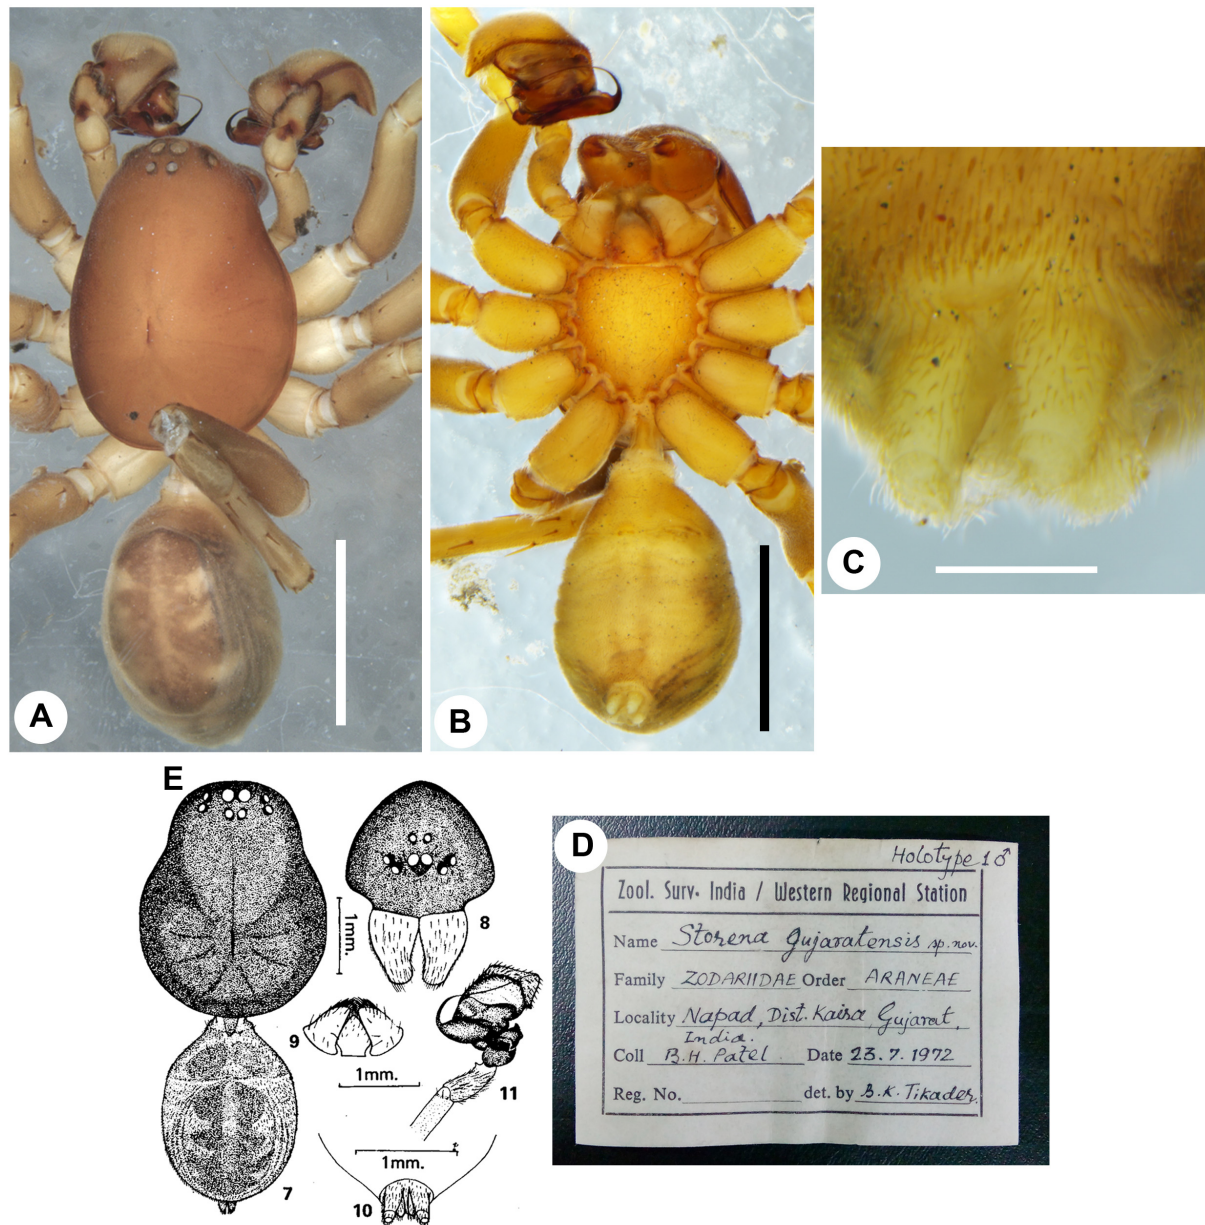 A
B
C
E
8
1mm.
9
1mm.
11
1mm.
7
10
D
Holotype 1♂
Zool. Surv. India / Western Regional Station
Name Storena gujaratensis sp. nov.
Family ZODARIIDAE Order ARANEAE
Locality Napad, Dist. Kaira, Gujarat,
India.
Coll B.H. Patel Date 23.7.1972
Reg. No. det. by B.K. Tikader.